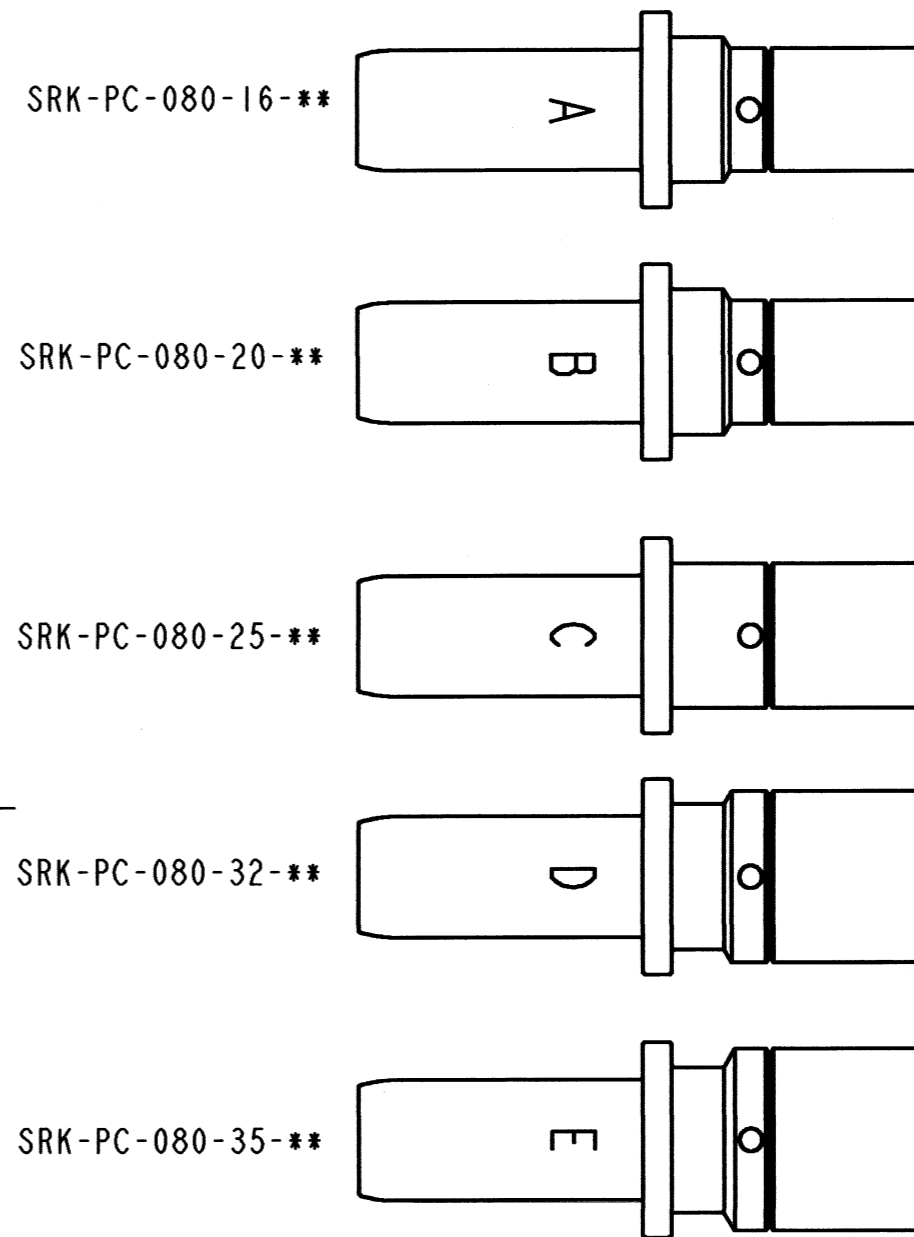 SRK-PC-080-16-**
A
SRK-PC-080-20-**
B
SRK-PC-080-25-**
C
SRK-PC-080-32-**
D
SRK-PC-080-35-**
E